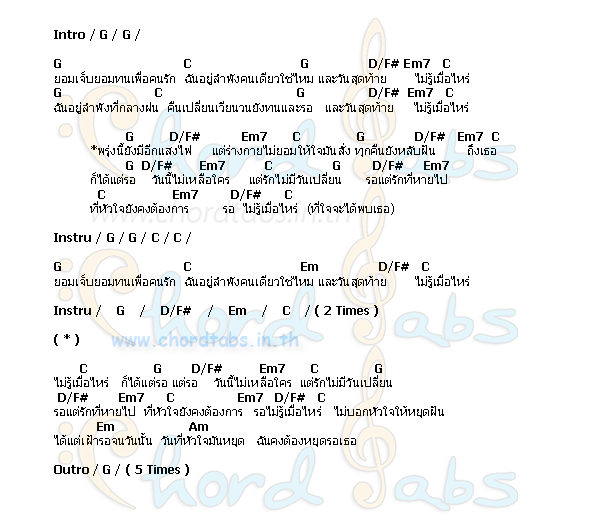 Intro / G / G /
G C G D/F# Em7 C
ยอมเจ็บยอมทนเพื่อคนรัก ฉันอยู่ลำพังคนเดียวใช่ไหม และวันสุดท้าย ไม่รู้เมื่อไหร่
G C G D/F# Em7 C
ฉันอยู่ลำพังที่กลางฝน คืนเปลี่ยนเวียนวนยังทนและรอ และวันสุดท้าย ไม่รู้เมื่อไหร่
G D/F# Em7 C G D/F# Em7 C
*พรุ่งนี้ยังมีอีกแสงไฟ แต่ร่างกายไม่ยอมให้ใจมันสั่ง ทุกคืนยังหลับฝัน ถึงเธอ
G D/F# Em7 C G D/F# Em7
ก็ได้แต่รอ วันนี้ไม่เหลือใคร แต่รักไม่มีวันเปลี่ยน รอแต่รักที่หายไป
C Em7 D/F# C
ที่หัวใจยังคงต้องการ รอ ไม่รู้เมื่อไหร่ (ที่ใจจะได้พบเธอ)
www.chordtabs.in.th
Instru / G / G / C / C /
G C Em D/F# C
ยอมเจ็บยอมทนเพื่อคนรัก ฉันอยู่ลำพังคนเดียวใช่ไหม และวันสุดท้าย ไม่รู้เมื่อไหร่
Instru / G / D/F# / Em / C / ( 2 Times )
( * )
www.chordtabs.in.th
C G D/F# Em7 C G
ไม่รู้เมื่อไหร่ ก็ได้แต่รอ แต่รอ วันนี้ไม่เหลือใคร แต่รักไม่มีวันเปลี่ยน
D/F# Em7 C Em7 D/F# C
รอแต่รักที่หายไป ที่หัวใจยังคงต้องการ รอไม่รู้เมื่อไหร่ ไม่บอกหัวใจให้หยุดฝัน
Em Am
ได้แต่เฝ้ารอจนวันนั้น วันที่หัวใจมันหยุด ฉันคงต้องหยุดรอเธอ
Outro / G / ( 5 Times )